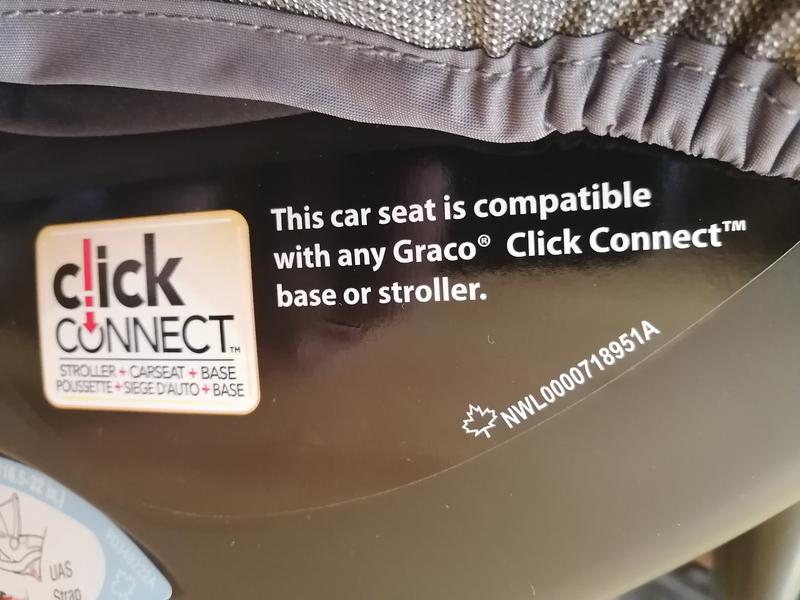 click
CONNECT™
STROLLER + CARSEAT + BASE
POUSSETTE + SIEGE D'AUTO + BASE
This car seat is compatible
with any Graco® Click Connect™
base or stroller.
NWL0000718951A
UAS
Strap